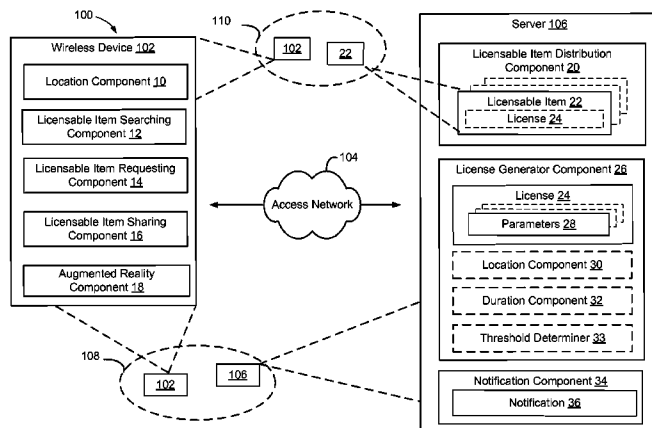 100
Wireless Device 102
Location Component 10
Licensable Item Searching
Component 12
Licensable Item Requesting
Component 14
Licensable Item Sharing
Component 16
Augmented Reality
Component 18
110
102
22
104
Access Network
108
102
106
Server 106
Licensable Item Distribution
Component 20
Licensable Item 22
License 24
License Generator Component 26
License 24
Parameters 28
Location Component 30
Duration Component 32
Threshold Determiner 33
Notification Component 34
Notification 36